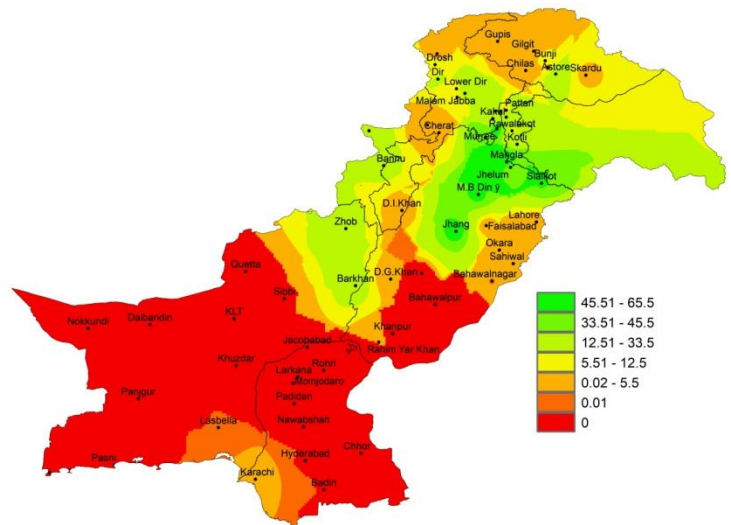 Gupis
Gilgit
Bunji
Drosh
Chilas
Astore
Skardu
Dir
Lower Dir
Malam Jabba
Pattan
Kakul
Cherat
Rawalakot
Murree
Kotli
Bannu
Mangla
Jhelum
Sialkot
M.B Din ÿ
D.I.Khan
Lahore
Zhob
Jhang
Faisalabad
Okara
Sahiwal
Quetta
D.G.Khan
Behawalnagar
Barkhan
Sibbi
Bahawalpur
45.51 - 65.5
33.51 - 45.5
12.51 - 33.5
5.51 - 12.5
0.02 - 5.5
0.01
0
Nokkundi
Dalbandin
KLT
Khanpur
Jacobabad
Rahim Yar Khan
Khuzdar
Rohri
Larkana
Momjodaro
Panjgur
Padidan
Lasbella
Nawabshah
Pasni
Hyderabad
Chhor
Karachi
Badin